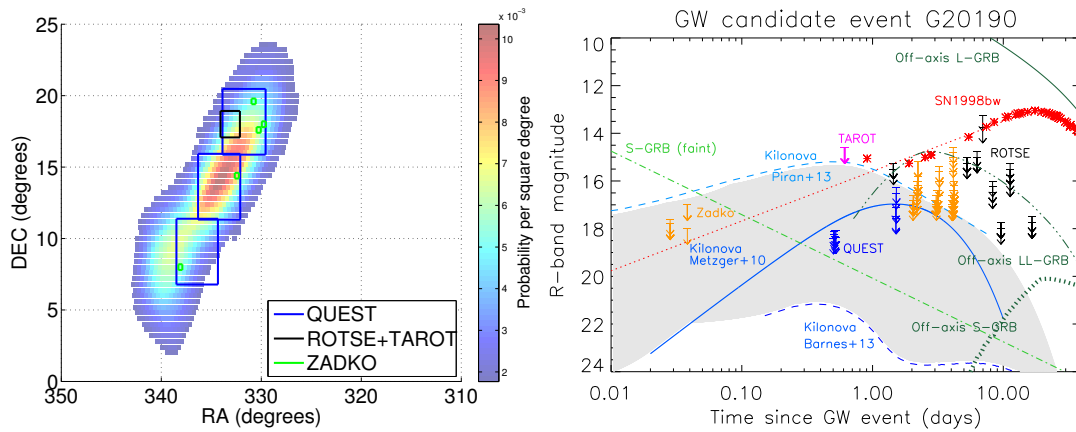 25
20
15
10
5
0
350
340
330
320
310
DEC (degrees)
RA (degrees)
QUEST
ROTSE+TAROT
ZADKO
x 10⁻³
10
9
8
7
6
5
4
3
2
Probability per square degree
GW candidate event G20190
10
12
14
16
18
20
22
24
R-band magnitude
0.01
0.10
1.00
10.00
Time since GW event (days)
Off-axis L-GRB
SN1998bw
TAROT
S-GRB (faint)
Kilonova
Piran+13
ROTSE
Zadko
Kilonova
Metzger+10
QUEST
Off-axis LL-GRB
Kilonova
Barnes+13
Off-axis S-GRB